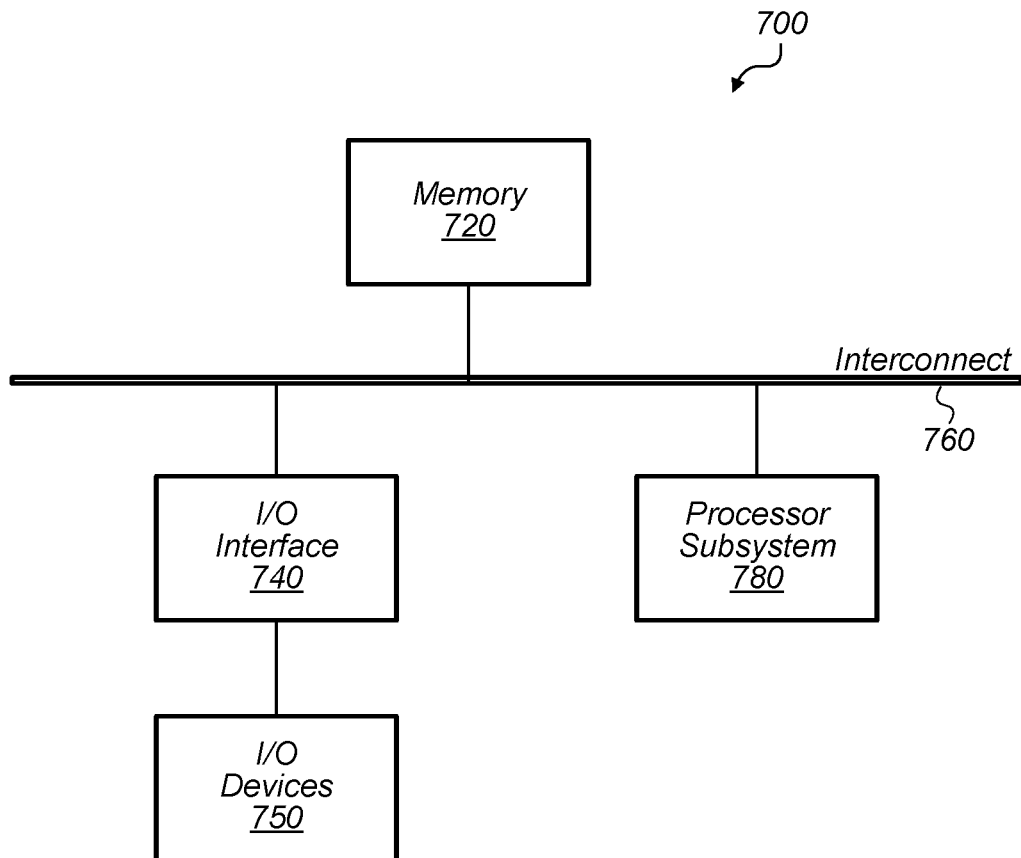 700
Memory
720
Interconnect
760
I/O
Interface
740
Processor
Subsystem
780
I/O
Devices
750